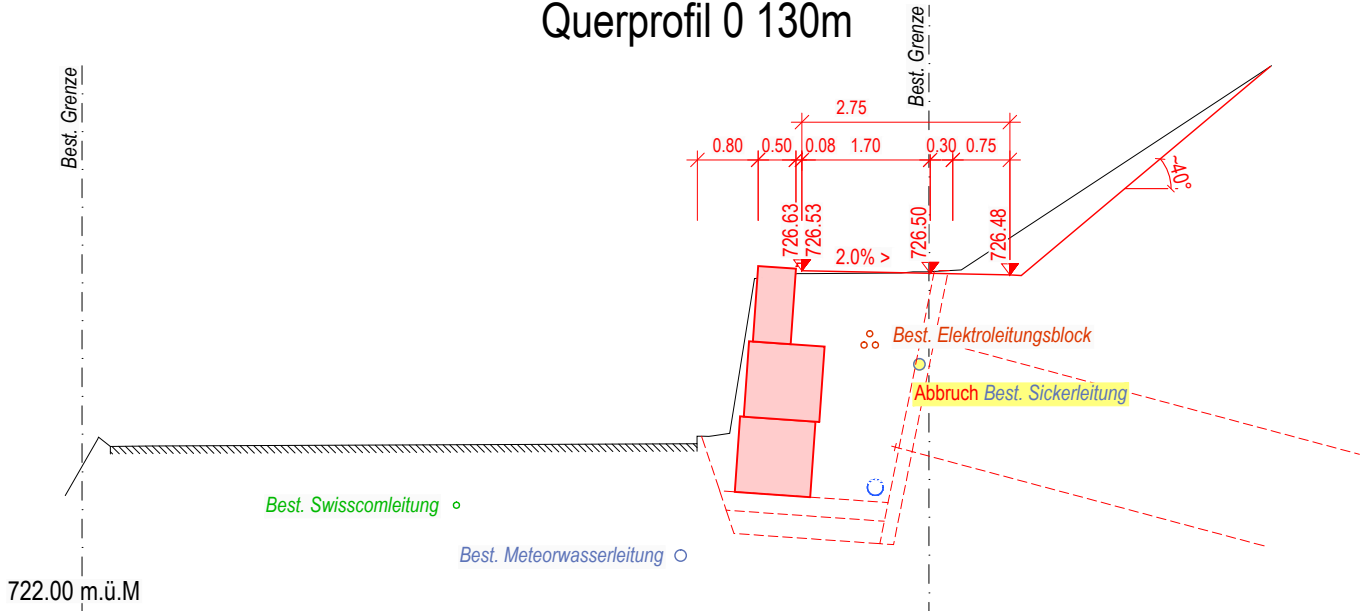 Querprofil 0 130m
Best. Grenze
Best. Grenze
2.75
0.80 0.50 0.08 1.70 0.30 0.75
~40°
726.63
726.53
726.50
726.48
2.0% >
Best. Elektroleitungsblock
Abbruch Best. Sickerleitung
Best. Swisscomleitung
Best. Meteorwasserleitung
722.00 m.ü.M